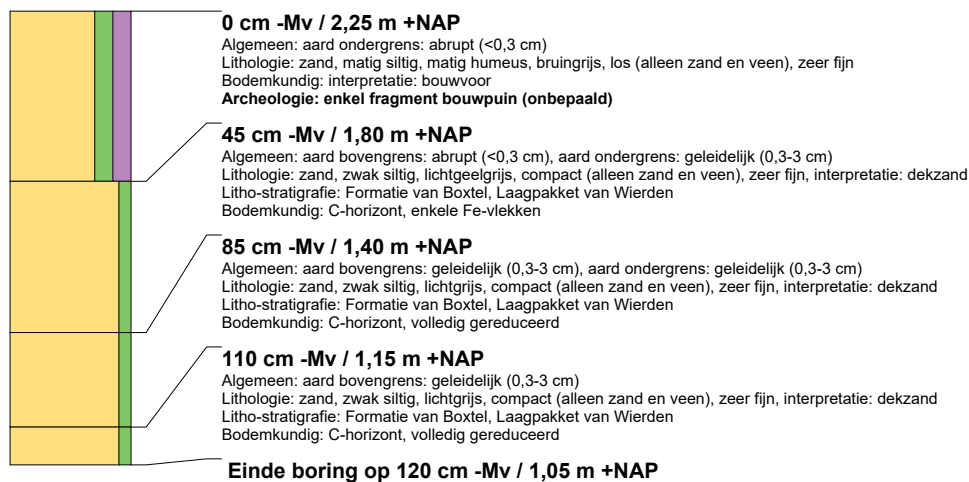 0 cm -Mv / 2,25 m +NAP
Algemeen: aard ondergrens: abrupt (<0,3 cm)
Lithologie: zand, matig siltig, matig humeus, bruingrijs, los (alleen zand en veen), zeer fijn
Bodemkundig: interpretatie: bouwvoor
Archeologie: enkel fragment bouwpuin (onbepaald)
45 cm -Mv / 1,80 m +NAP
Algemeen: aard bovengrens: abrupt (<0,3 cm), aard ondergrens: geleidelijk (0,3-3 cm)
Lithologie: zand, zwak siltig, lichtgeelgrijs, compact (alleen zand en veen), zeer fijn, interpretatie: dekzand
Litho-stratigrafie: Formatie van Boxtel, Laagpakket van Wierden
Bodemkundig: C-horizont, enkele Fe-vlekken
85 cm -Mv / 1,40 m +NAP
Algemeen: aard bovengrens: geleidelijk (0,3-3 cm), aard ondergrens: geleidelijk (0,3-3 cm)
Lithologie: zand, zwak siltig, lichtgrijs, compact (alleen zand en veen), zeer fijn, interpretatie: dekzand
Litho-stratigrafie: Formatie van Boxtel, Laagpakket van Wierden
Bodemkundig: C-horizont, volledig gereduceerd
110 cm -Mv / 1,15 m +NAP
Algemeen: aard bovengrens: geleidelijk (0,3-3 cm)
Lithologie: zand, zwak siltig, lichtgrijs, compact (alleen zand en veen), zeer fijn, interpretatie: dekzand
Litho-stratigrafie: Formatie van Boxtel, Laagpakket van Wierden
Bodemkundig: C-horizont, volledig gereduceerd
Einde boring op 120 cm -Mv / 1,05 m +NAP